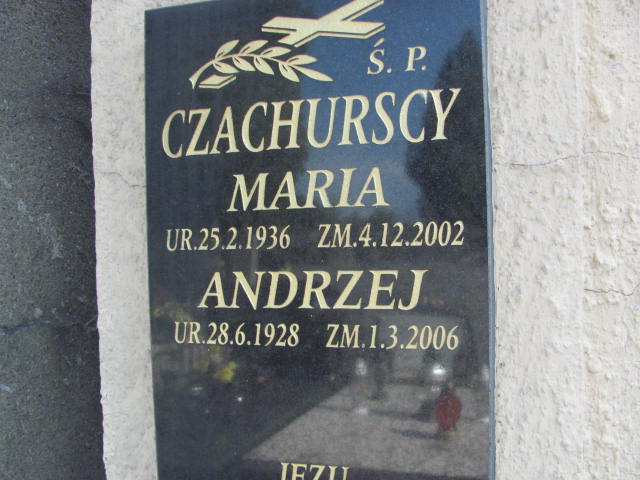 Ś. P.
CZACHURSCY
MARIA
UR.25.2.1936 ZM.4.12.2002
ANDRZEJ
UR.28.6.1928 ZM.1.3.2006
JEZU